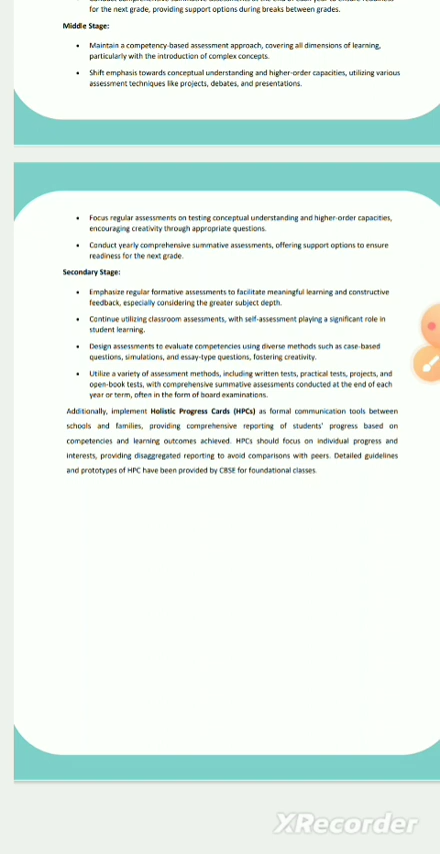 for the next grade, providing support options during breaks between grades.
Middle Stage:
• Maintain a competency-based assessment approach, covering all dimensions of learning,
particularly with the introduction of complex concepts.
• Shift emphasis towards conceptual understanding and higher-order capacities, utilizing various
assessment techniques like projects, debates, and presentations.
• Focus regular assessments on testing conceptual understanding and higher-order capacities,
encouraging creativity through appropriate questions.
• Conduct yearly comprehensive summative assessments, offering support options to ensure
readiness for the next grade.
Secondary Stage:
• Emphasize regular formative assessments to facilitate meaningful learning and constructive
feedback, especially considering the greater subject depth.
• Continue utilizing classroom assessments, with self-assessment playing a significant role in
student learning.
• Design assessments to evaluate competencies using diverse methods such as case-based
questions, simulations, and essay-type questions, fostering creativity.
• Utilize a variety of assessment methods, including written tests, practical tests, projects, and
open-book tests, with comprehensive summative assessments conducted at the end of each
year or term, often in the form of board examinations.
Additionally, implement Holistic Progress Cards (HPCs) as formal communication tools between
schools and families, providing comprehensive reporting of students' progress based on
competencies and learning outcomes achieved. HPCs should focus on individual progress and
interests, providing disaggregated reporting to avoid comparisons with peers. Detailed guidelines
and prototypes of HPC have been provided by CBSE for foundational classes.
XRecorder